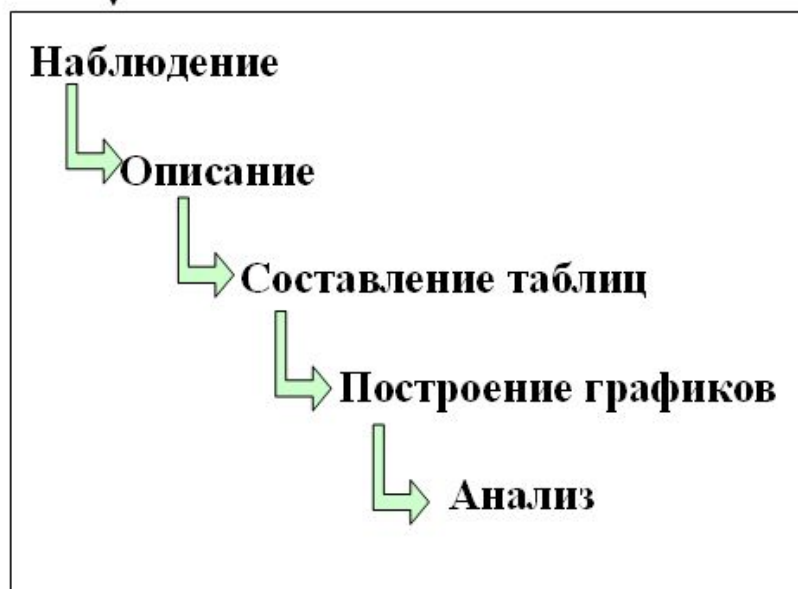 Наблюдение
Описание
Составление таблиц
Построение графиков
Анализ